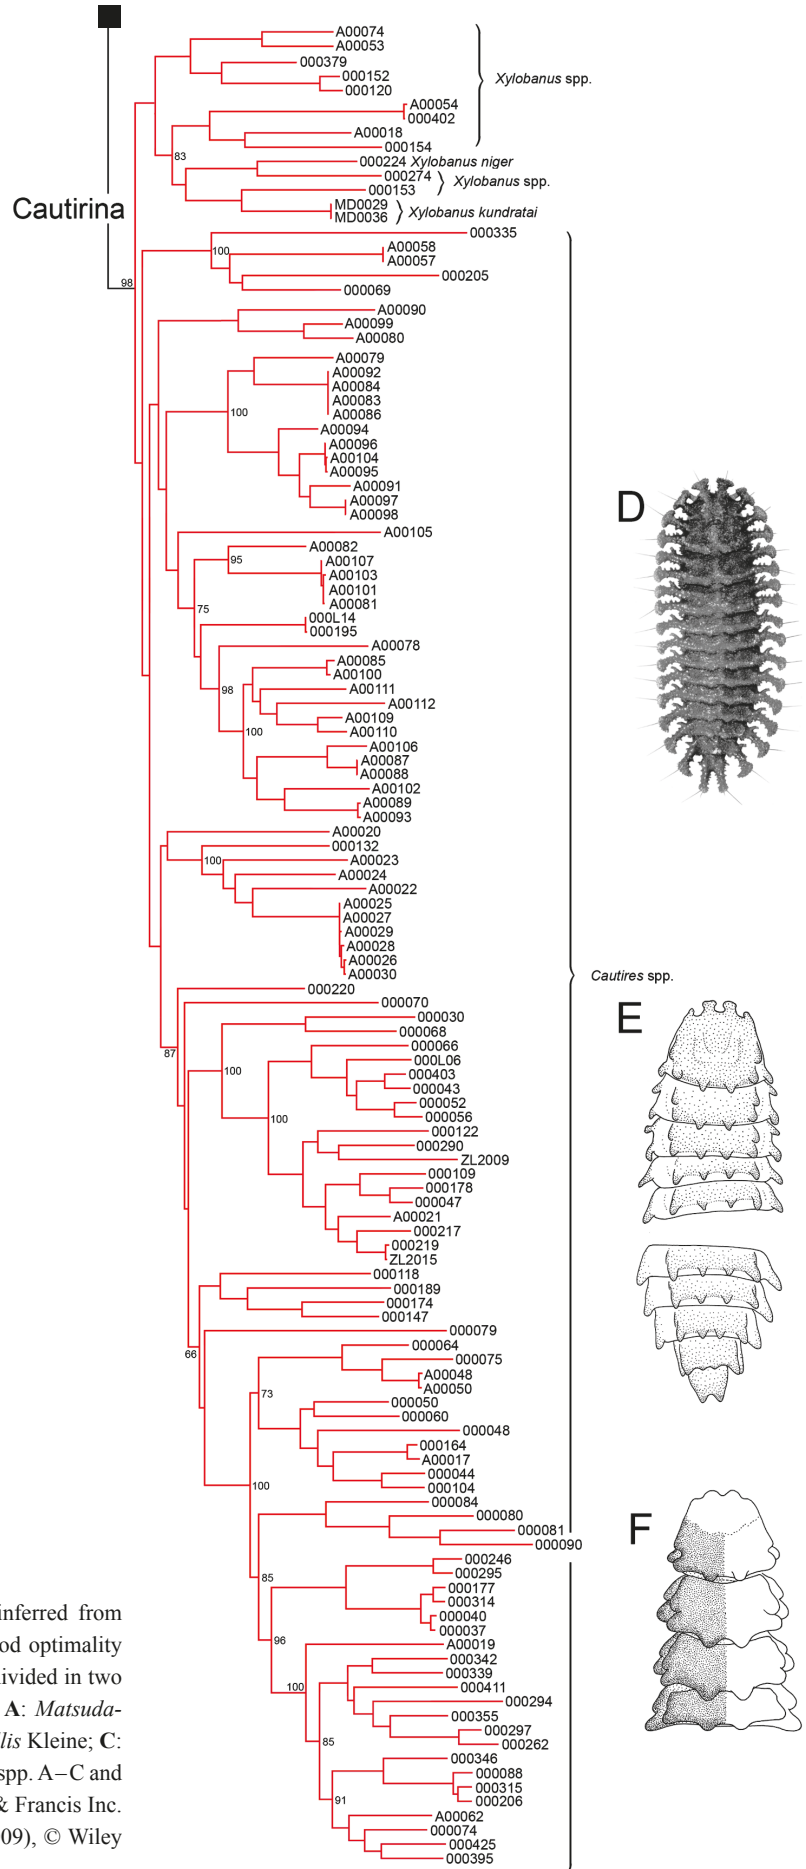 A00074
A00053
000379
000152
000120
Xylobanus spp.
A00054
000402
A00018
000154
83
000224 Xylobanus niger
000274
Xylobanus spp.
000153
MD0029
MD0036
Xylobanus kundratai
Cautirina
98
000335
100
A00058
A00057
000205
000069
A00090
A00099
A00080
A00079
A00092
A00084
A00083
A00086
100
A00094
A00096
A00104
A00095
A00091
A00097
A00098
D
A00105
A00082
95
A00107
A00103
A00101
A00081
75
000L14
000195
A00078
A00085
A00100
98
A00111
A00112
A00109
A00110
100
A00106
A00087
A00088
A00102
A00089
A00093
A00020
000132
100
A00023
A00024
A00022
A00025
A00027
A00029
A00028
A00026
A00030
Cautires spp.
000220
000070
E
000030
000068
000066
87
000L06
100
000403
000043
000052
000056
100
000122
000290
ZL2009
000109
000178
000047
A00021
000217
000219
ZL2015
000118
000189
000174
000147
000079
66
000064
000075
A00048
A00050
73
000050
000060
000048
000164
A00017
000044
000104
100
000084
000080
F
000081
000090
000246
000295
85
000177
000314
000040
000037
96
A00019
000342
000339
100
000411
000294
000355
000297
000262
85
000346
000088
000315
000206
91
A00062
000074
000425
000395
inferred from
od optimality
ivided in two
A: Matsuda-
llis Kleine; C:
spp. A–C and
& Francis Inc.
09), © Wiley